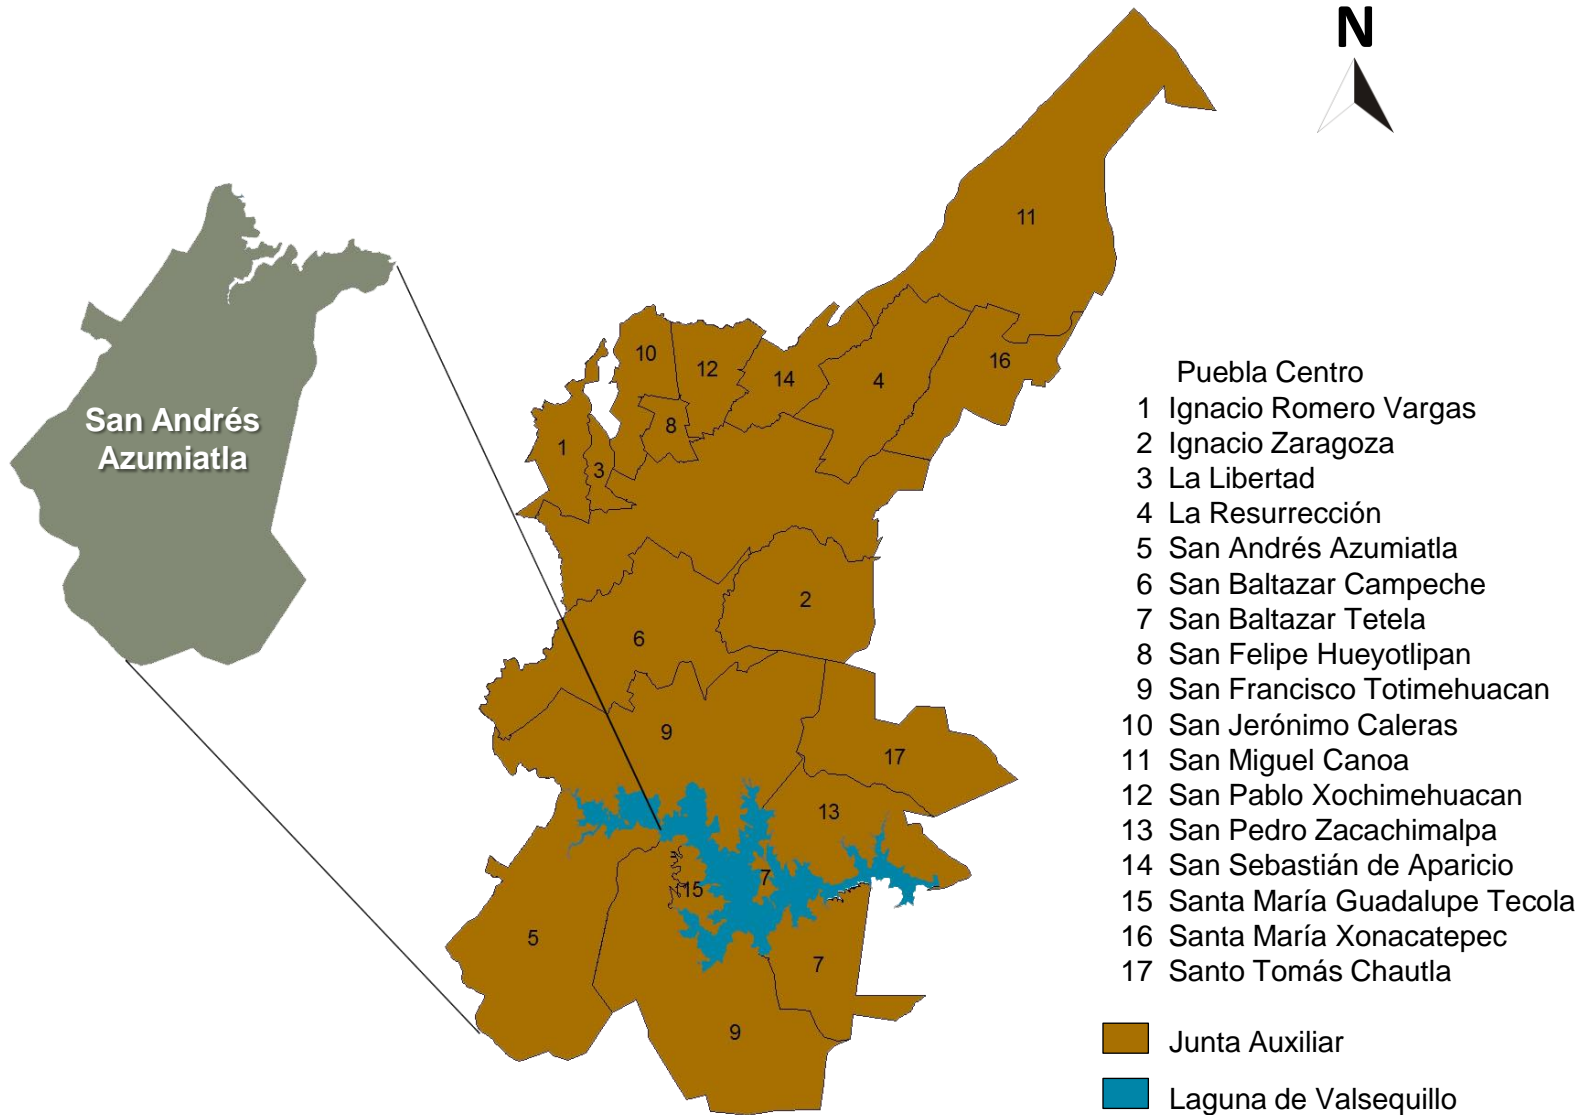 N
San Andrés
Azumiatla
11
10
12
14
4
16
1
3
8
2
6
9
17
13
7
15
5
7
9
Puebla Centro
1 Ignacio Romero Vargas
2 Ignacio Zaragoza
3 La Libertad
4 La Resurrección
5 San Andrés Azumiatla
6 San Baltazar Campeche
7 San Baltazar Tetela
8 San Felipe Hueyotlipan
9 San Francisco Totimehuacan
10 San Jerónimo Caleras
11 San Miguel Canoa
12 San Pablo Xochimehuacan
13 San Pedro Zacachimalpa
14 San Sebastián de Aparicio
15 Santa María Guadalupe Tecola
16 Santa María Xonacatepec
17 Santo Tomás Chautla
Junta Auxiliar
Laguna de Valsequillo